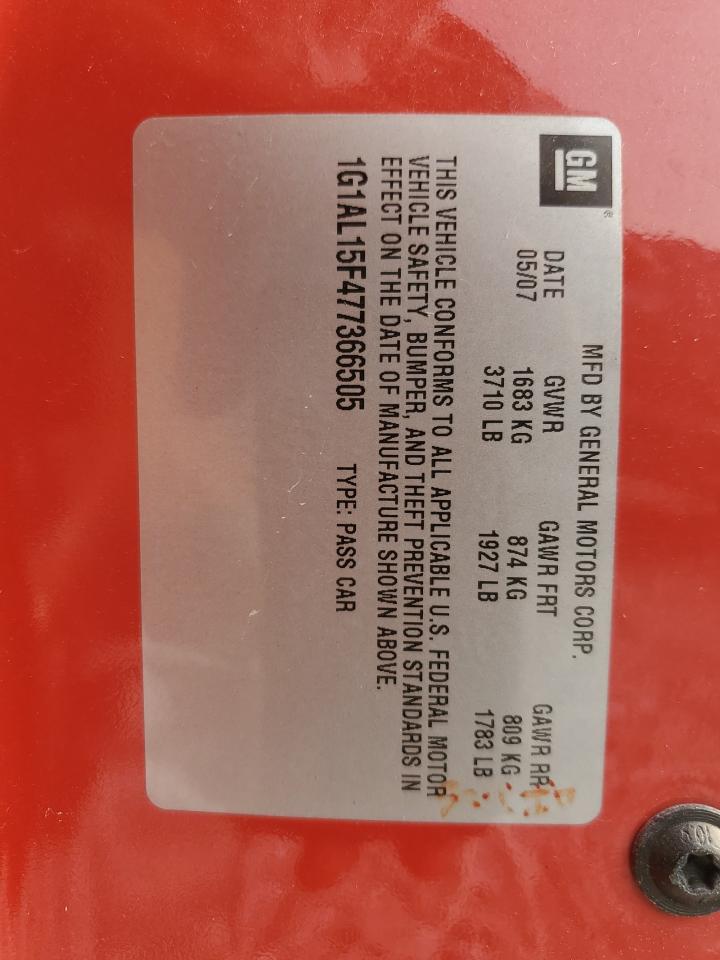 GM®
MFD BY GENERAL MOTORS CORP.
DATE GVWR GAWR FRT GAWR RR
05/07 1683 KG 874 KG 809 KG
3710 LB 1927 LB 1783 LB
THIS VEHICLE CONFORMS TO ALL APPLICABLE U.S. FEDERAL MOTOR
VEHICLE SAFETY, BUMPER, AND THEFT PREVENTION STANDARDS IN
EFFECT ON THE DATE OF MANUFACTURE SHOWN ABOVE.
1G1AL15F477366505 TYPE: PASS CAR
10.9